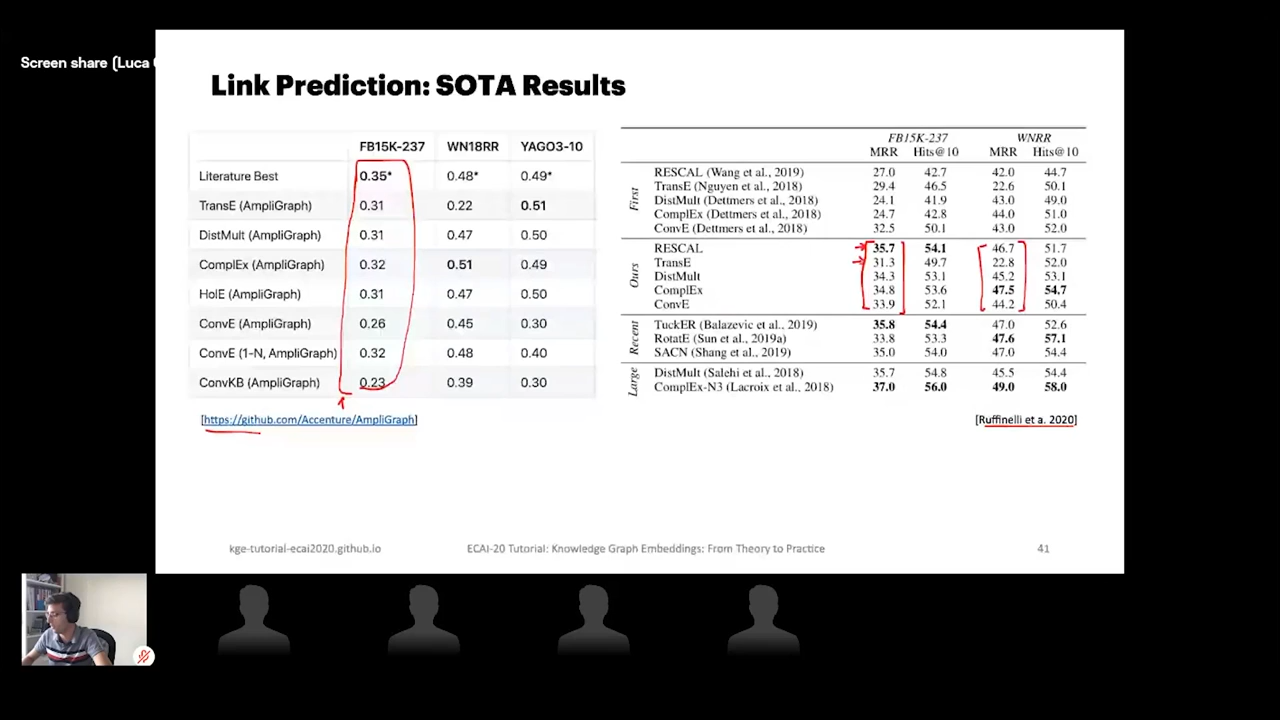 Screen share (Luca
Link Prediction: SOTA Results
FB15K-237 WN18RR YAGO3-10
Literature Best 0.35* 0.48* 0.49*
TransE (AmpliGraph) 0.31 0.22 0.51
DistMult (AmpliGraph) 0.31 0.47 0.50
ComplEx (AmpliGraph) 0.32 0.51 0.49
HolE (AmpliGraph) 0.31 0.47 0.50
ConvE (AmpliGraph) 0.26 0.45 0.30
ConvE (1-N, AmpliGraph) 0.32 0.48 0.40
ConvKB (AmpliGraph) 0.23 0.39 0.30
[https://github.com/Accenture/AmpliGraph]
FB15K-237 WNRR
MRR Hits@10 MRR Hits@10
First
RESCAL (Wang et al., 2019) 27.0 42.7 42.0 44.7
TransE (Nguyen et al., 2018) 29.4 46.5 22.6 50.1
DistMult (Dettmers et al., 2018) 24.1 41.9 43.0 49.0
ComplEx (Dettmers et al., 2018) 24.7 42.8 44.0 51.0
ConvE (Dettmers et al., 2018) 32.5 50.1 43.0 52.0
Ours
RESCAL 35.7 54.1 46.7 51.7
TransE 31.3 49.7 22.8 52.0
DistMult 34.3 53.1 45.2 53.1
ComplEx 34.8 53.6 47.5 54.7
ConvE 33.9 52.1 44.2 50.4
Recent
TuckER (Balazevic et al., 2019) 35.8 54.4 47.0 52.6
RotatE (Sun et al., 2019a) 33.8 53.3 47.6 57.1
SACN (Shang et al., 2019) 35.0 54.0 47.0 54.4
Large
DistMult (Salehi et al., 2018) 35.7 54.8 45.5 54.4
ComplEx-N3 (Lacroix et al., 2018) 37.0 56.0 49.0 58.0
[Ruffinelli et a. 2020]
kge-tutorial-ecai2020.github.io ECAI-20 Tutorial: Knowledge Graph Embeddings: From Theory to Practice 41